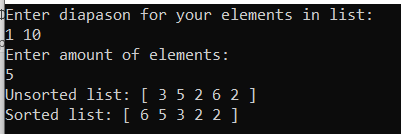 Enter diapason for your elements in list:
1 10
Enter amount of elements:
5
Unsorted list: [ 3 5 2 6 2 ]
Sorted list: [ 6 5 3 2 2 ]